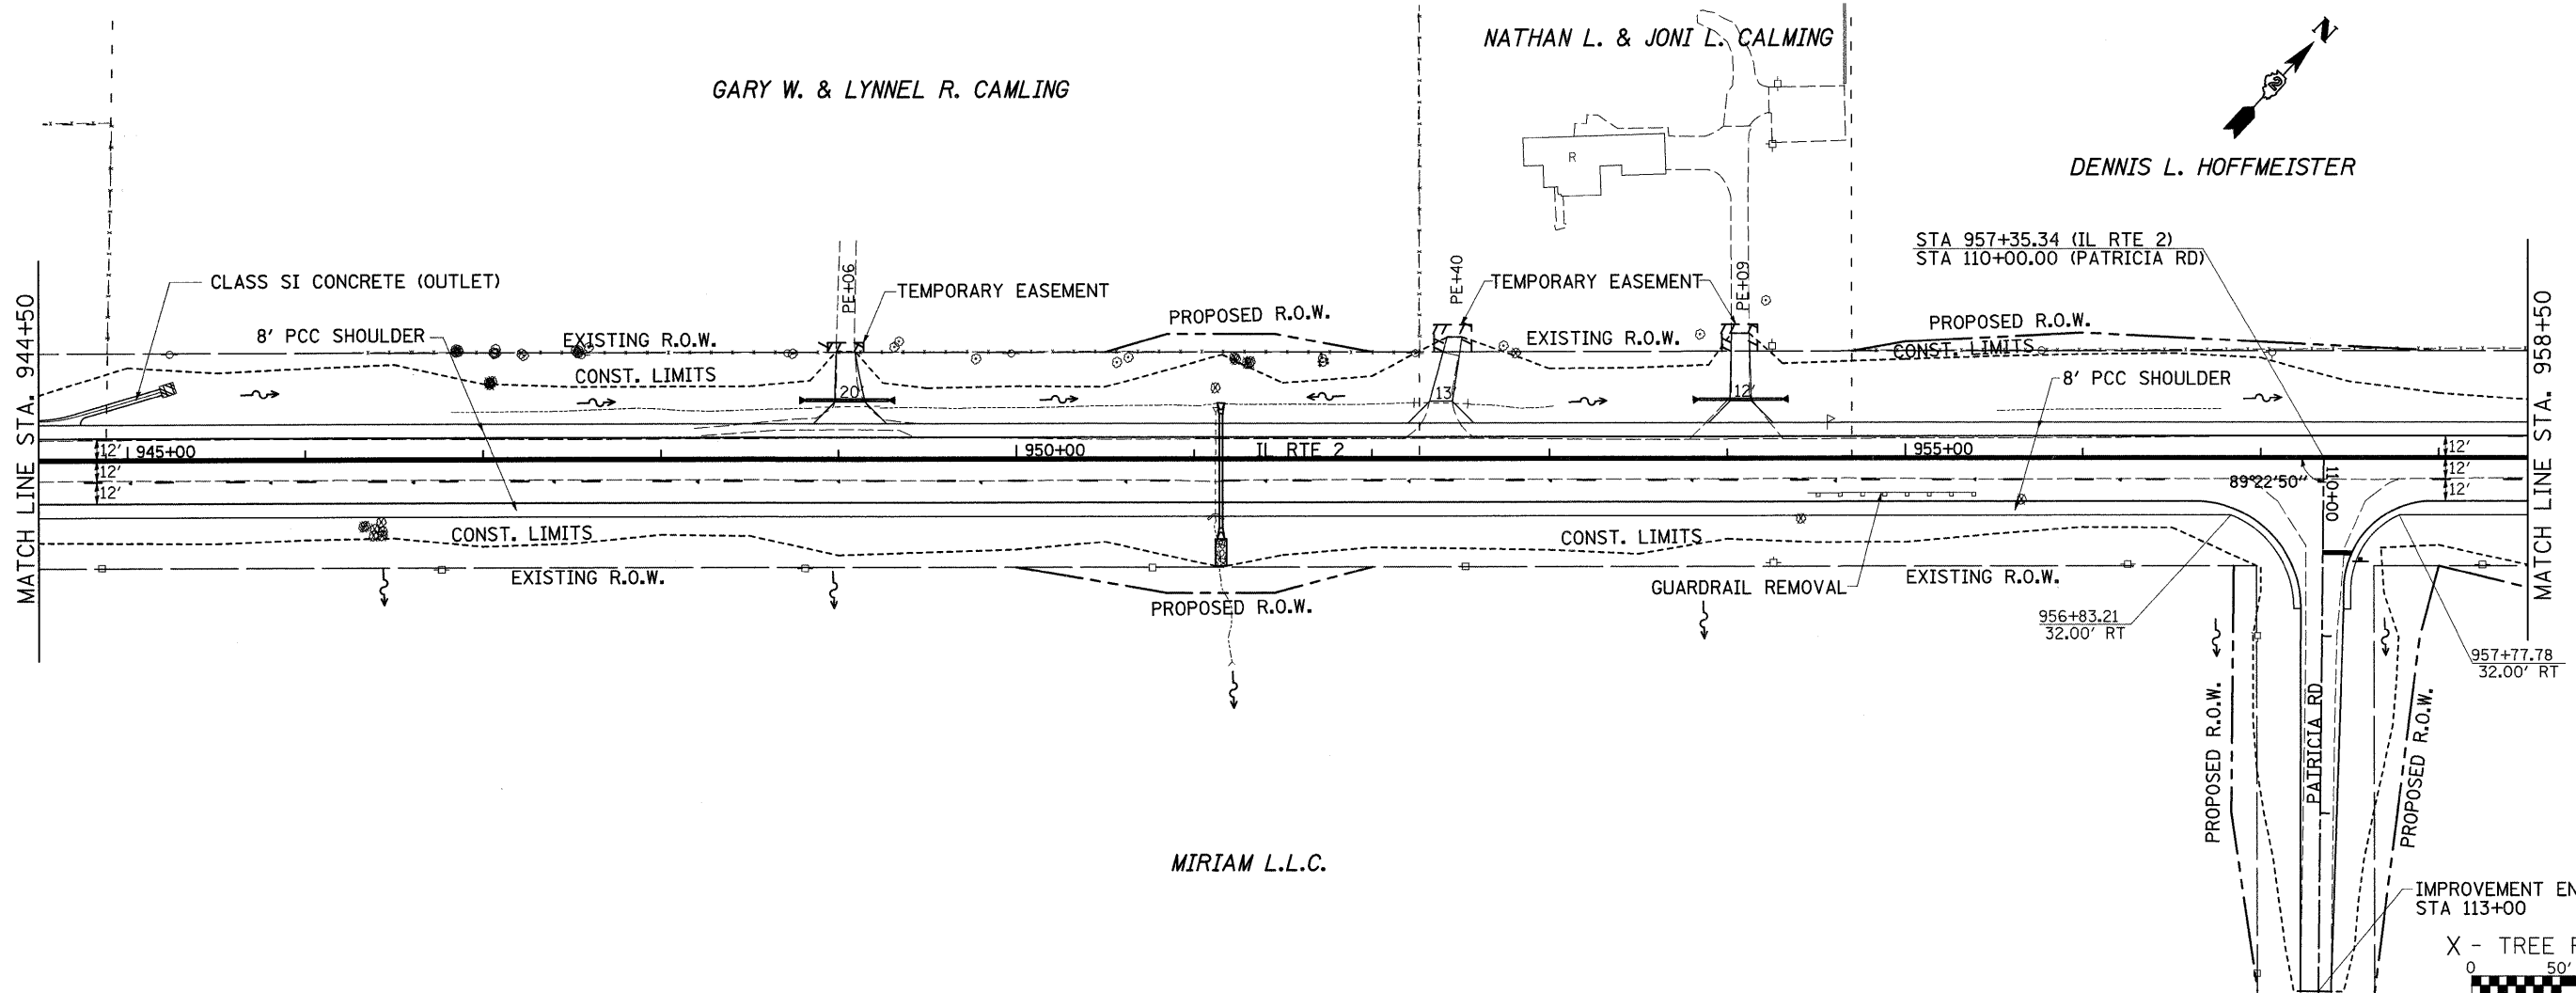 NATHAN L. & JONI L. CALMING
N
2
GARY W. & LYNNEL R. CAMLING
R
DENNIS L. HOFFMEISTER
STA 957+35.34 (IL RTE 2)
STA 110+00.00 (PATRICIA RD)
CLASS SI CONCRETE (OUTLET)
PE+06
TEMPORARY EASEMENT
PE+40
TEMPORARY EASEMENT
PE+09
MATCH LINE STA. 944+50
8' PCC SHOULDER
EXISTING R.O.W.
PROPOSED R.O.W.
EXISTING R.O.W.
PROPOSED R.O.W.
CONST. LIMITS
MATCH LINE STA. 958+50
CONST. LIMITS
8' PCC SHOULDER
20'
13'
12'
12'
945+00
950+00
IL RTE 2
955+00
12'
12'
12'
12'
12'
89°22'50"
110+00
CONST. LIMITS
CONST. LIMITS
EXISTING R.O.W.
PROPOSED R.O.W.
GUARDRAIL REMOVAL
EXISTING R.O.W.
956+83.21
32.00' RT
957+77.78
32.00' RT
PROPOSED R.O.W.
PATRICIA RD
PROPOSED R.O.W.
MIRIAM L.L.C.
IMPROVEMENT EN
STA 113+00
X - TREE R
0 50'